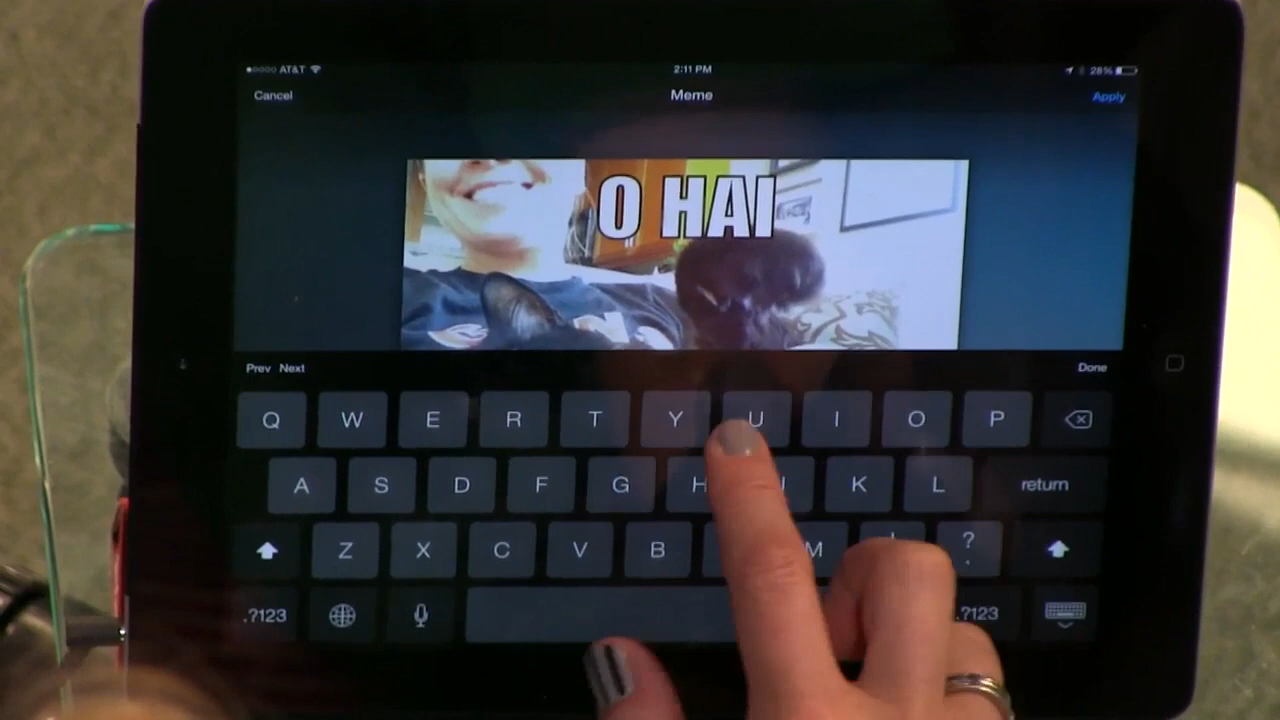 AT&T 2:11 PM 28%
Cancel Meme Apply
O HAI
Prev Next Done
Q W E R T Y U I O P
A S D F G H J K L return
Z X C V B M ! ? .
.?123 .?123